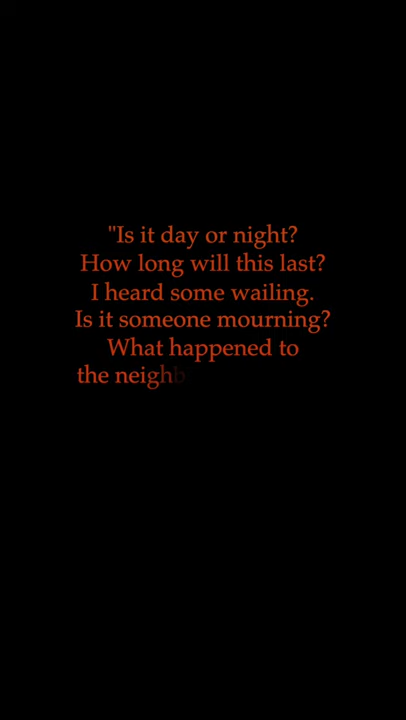 "Is it day or night?
How long will this last?
I heard some wailing.
Is it someone mourning?
What happened to
the neighb